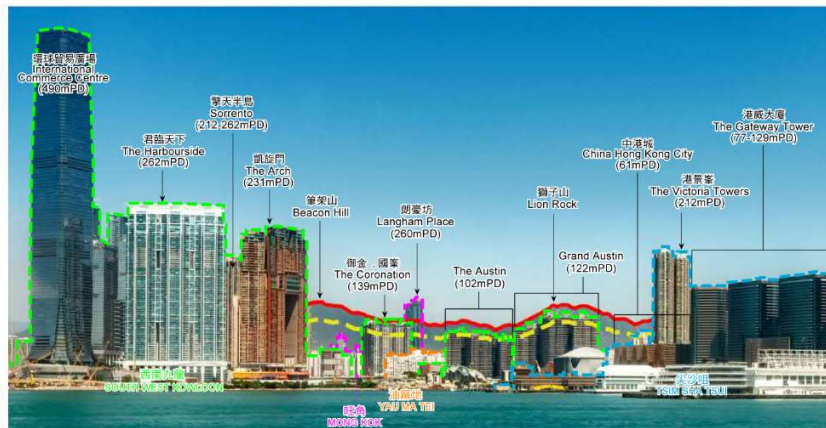 環球貿易廣場
International
Commerce Centre
(490mPD)
君臨天下
The Harbourside
(262mPD)
擎天半島
Sorrento
(212-262mPD)
凱旋門
The Arch
(231mPD)
筆架山
Beacon Hill
御金．國峯
The Coronation
(139mPD)
朗豪坊
Langham Place
(260mPD)
The Austin
(102mPD)
獅子山
Lion Rock
Grand Austin
(122mPD)
中港城
China Hong Kong City
(61mPD)
港景峯
The Victoria Towers
(212mPD)
港威大廈
The Gateway Tower
(77-129mPD)
西南九龍
SOUTH WEST KOWLOON
旺角
MONG KOK
油麻地
YAU MA TEI
尖沙咀
TSIM SHA TSUI